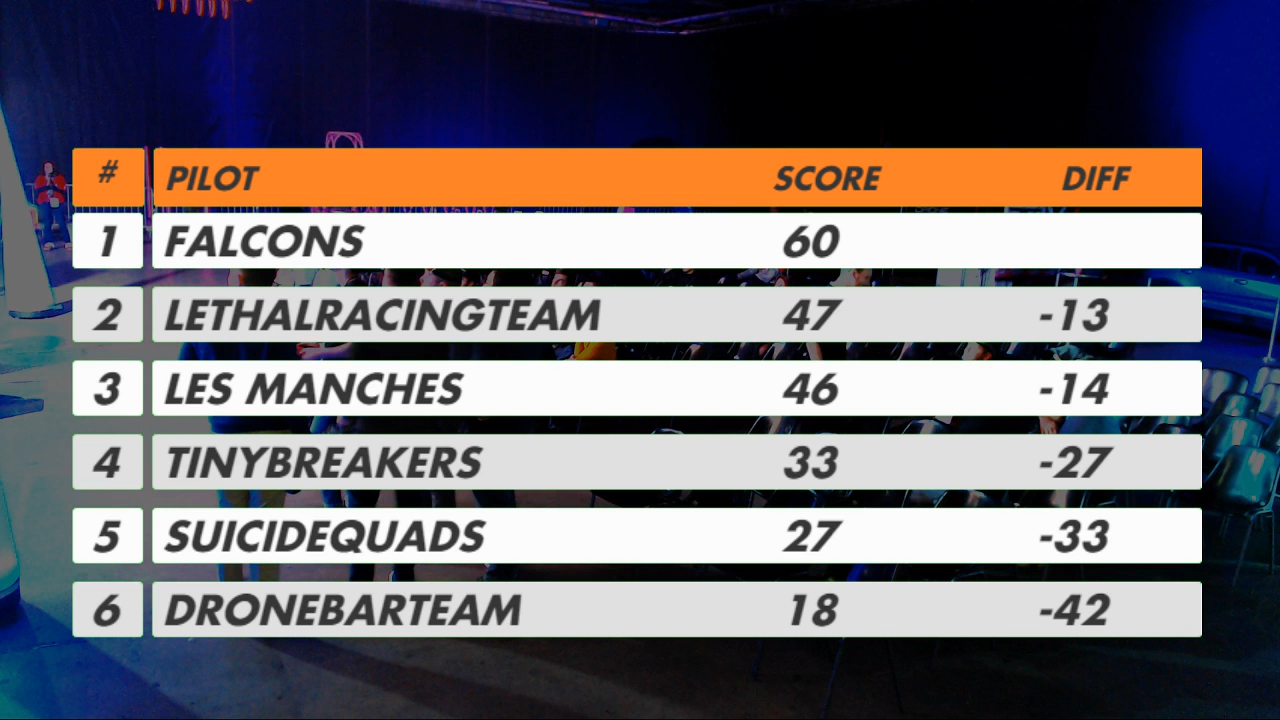 # PILOT SCORE DIFF
1 FALCONS 60
2 LETHALRACINGTEAM 47 -13
3 LES MANCHES 46 -14
4 TINYBREAKERS 33 -27
5 SUICIDEQUADS 27 -33
6 DRONEBARTEAM 18 -42